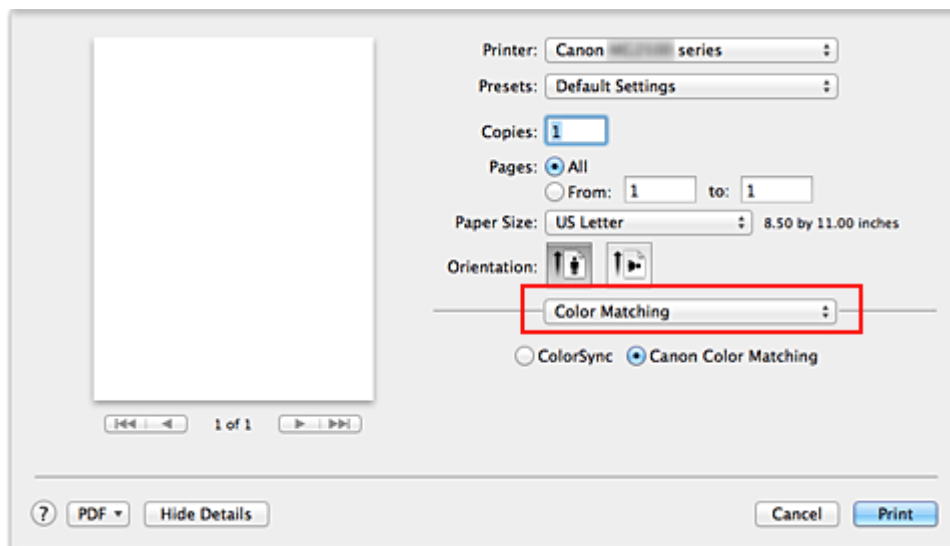 Printer: Canon series
Presets: Default Settings
Copies: 1
Pages: All
From: 1 to: 1
Paper Size: US Letter 8.50 by 11.00 inches
Orientation:
Color Matching
ColorSync Canon Color Matching
1 of 1
? PDF Hide Details Cancel Print